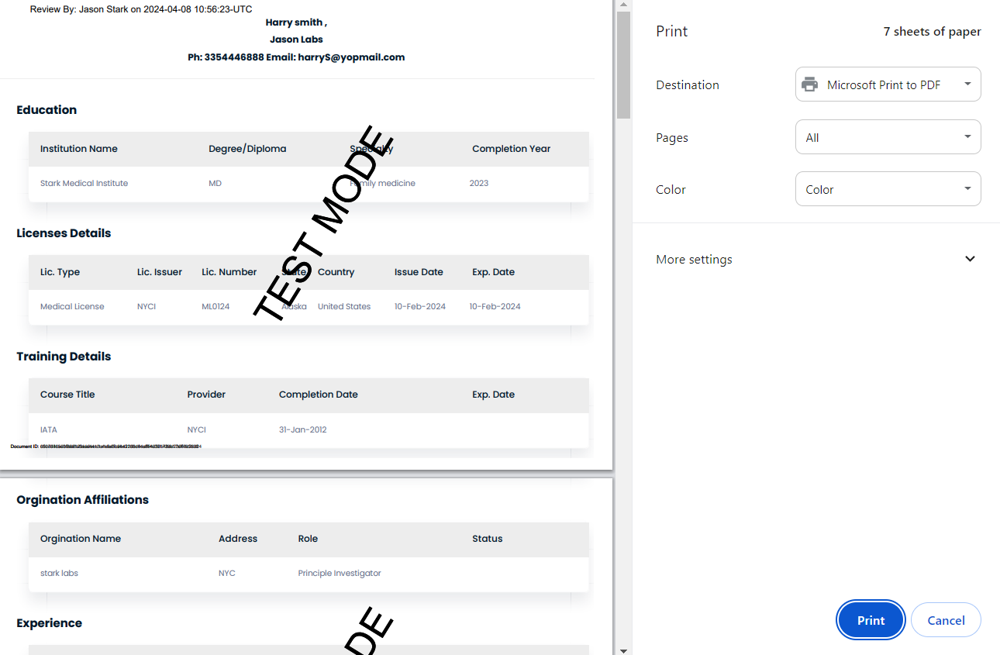 Review By: Jason Stark on 2024-04-08 10:56:23-UTC
Harry smith ,
Jason Labs
Ph: 3354446888 Email: harryS@yopmail.com
Education
Institution Name Degree/Diploma Specialty Completion Year
Stark Medical Institute MD Family medicine 2023
TEST MODE
Licenses Details
Lic. Type Lic. Issuer Lic. Number State Country Issue Date Exp. Date
Medical License NYCI ML0124 Alaska United States 10-Feb-2024 10-Feb-2024
Training Details
Course Title Provider Completion Date Exp. Date
IATA NYCI 31-Jan-2012
Document ID:
Orgination Affiliations
Orgination Name Address Role Status
stark labs NYC Principle Investigator
Experience
DE
Print 7 sheets of paper
Destination Microsoft Print to PDF
Pages All
Color Color
More settings
Print Cancel